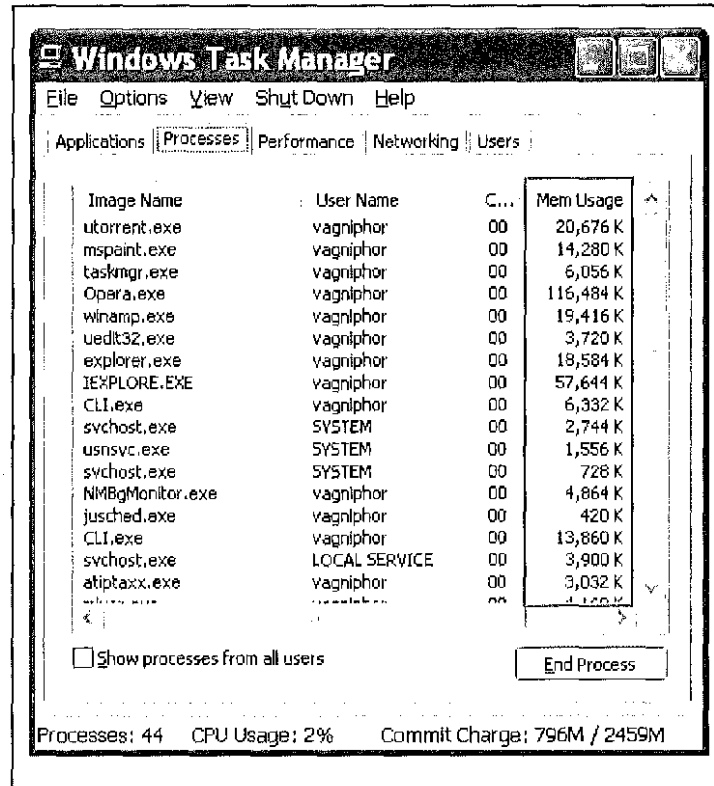 Windows Task Manager
File Options View Shut Down Help
Applications Processes Performance Networking Users
Image Name User Name C... Mem Usage
utorrent.exe vagniphor 00 20,676 K
mspaint.exe vagniphor 00 14,280 K
taskmgr.exe vagniphor 00 6,056 K
Opera.exe vagniphor 00 116,484 K
winamp.exe vagniphor 00 19,416 K
uedit32.exe vagniphor 00 3,720 K
explorer.exe vagniphor 00 18,584 K
IEXPLORE.EXE vagniphor 00 57,644 K
CLI.exe vagniphor 00 6,332 K
svchost.exe SYSTEM 00 2,744 K
usnsvc.exe SYSTEM 00 1,556 K
svchost.exe SYSTEM 00 728 K
NMBgMonitor.exe vagniphor 00 4,864 K
jusched.exe vagniphor 00 420 K
CLI.exe vagniphor 00 13,860 K
svchost.exe LOCAL SERVICE 00 3,900 K
atiptaxx.exe vagniphor 00 3,032 K
Show processes from all users End Process
Processes: 44 CPU Usage: 2% Commit Charge: 796M / 2459M